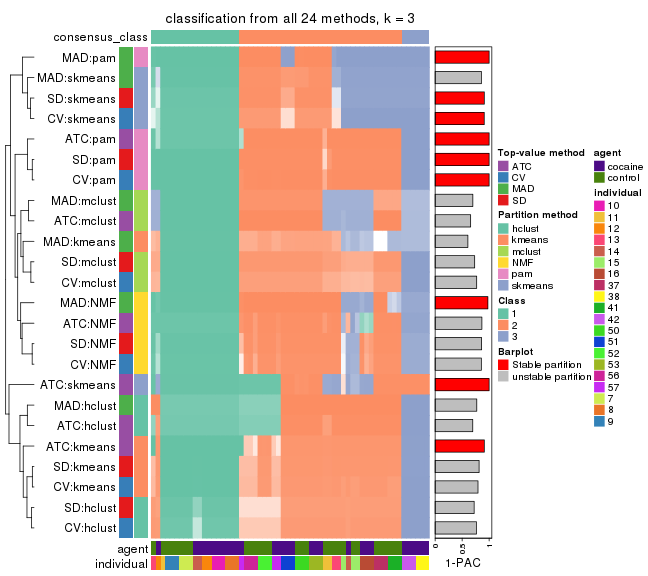 classification from all 24 methods, k = 3
consensus_class
MAD:pam
MAD:skmeans
SD:skmeans
CV:skmeans
ATC:pam
SD:pam
CV:pam
MAD:mclust
ATC:mclust
MAD:kmeans
SD:mclust
CV:mclust
MAD:NMF
ATC:NMF
SD:NMF
CV:NMF
ATC:skmeans
MAD:hclust
ATC:hclust
ATC:kmeans
SD:kmeans
CV:kmeans
SD:hclust
CV:hclust
agent
individual
0
0.5
1
1-PAC
Top-value method
ATC
CV
MAD
SD
Partition method
hclust
kmeans
mclust
NMF
pam
skmeans
Class
1
2
3
Barplot
Stable partition
unstable partition
agent
cocaine
control
individual
10
11
12
13
14
15
16
37
38
41
42
50
51
52
53
56
57
7
8
9